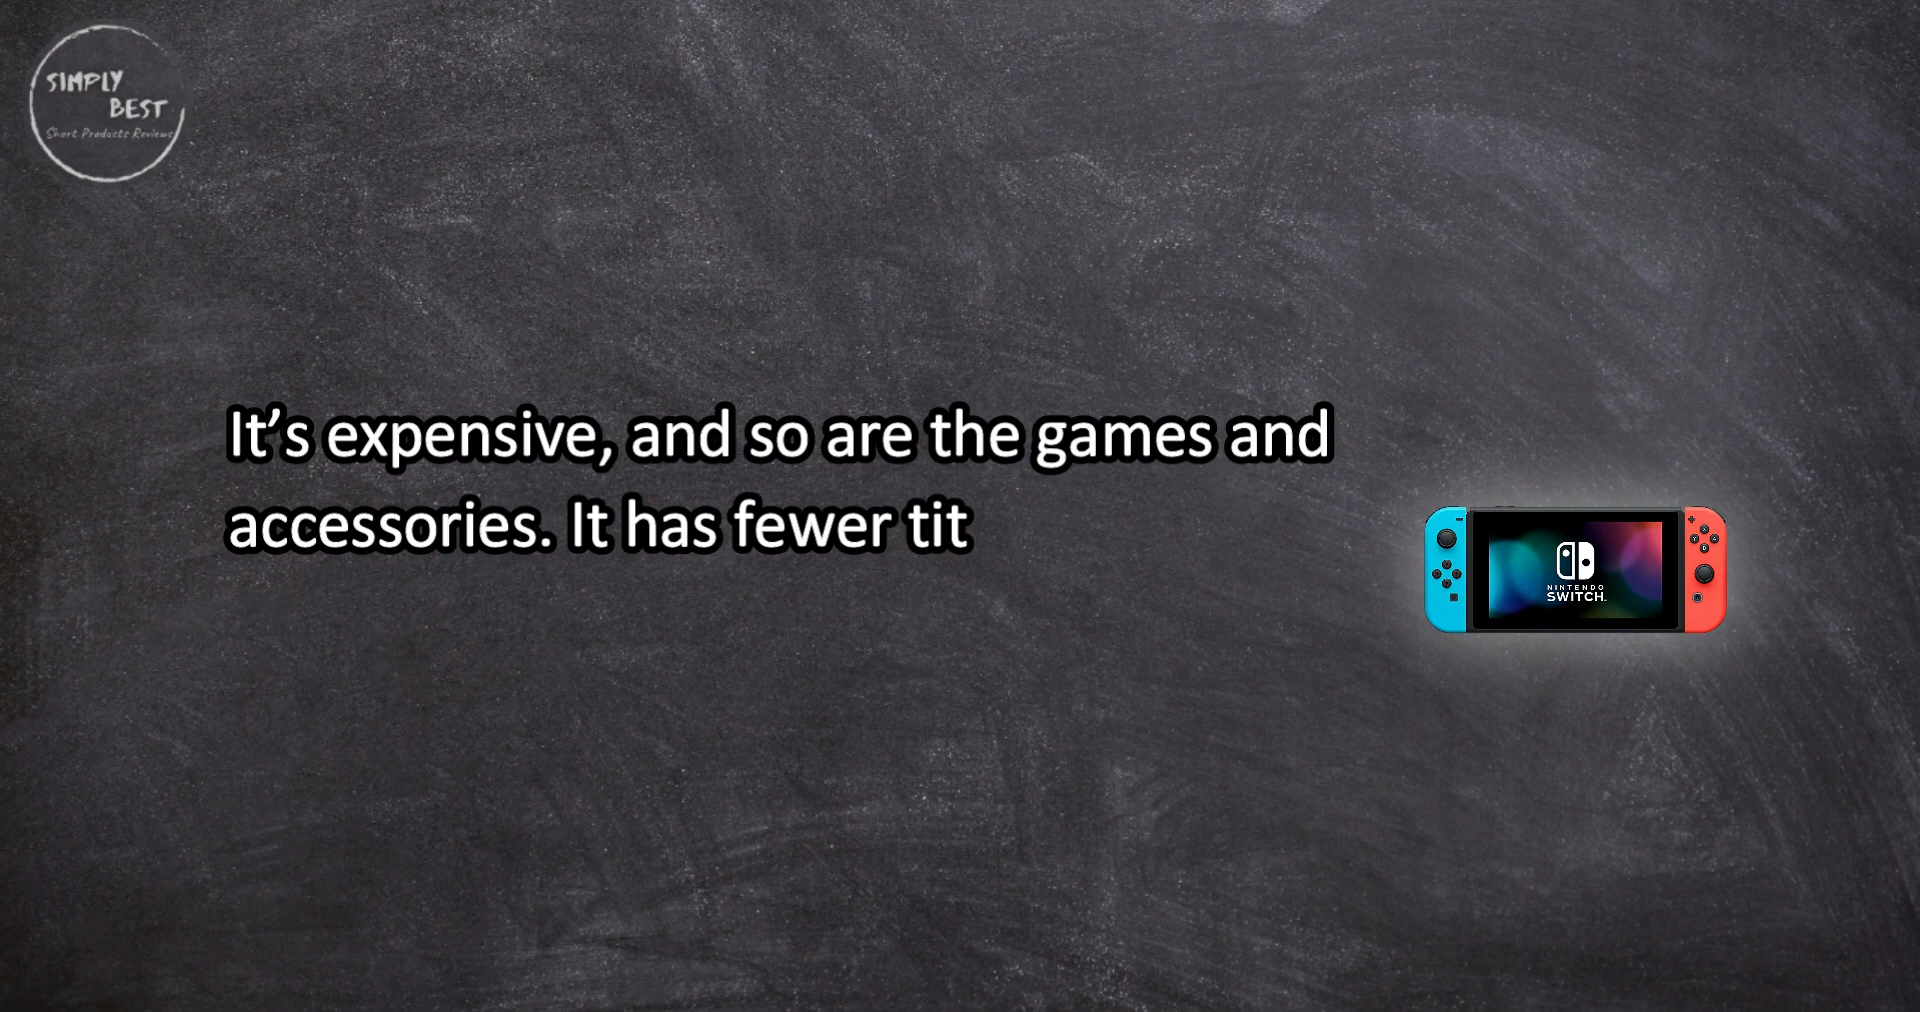 SIMPLY
BEST
Short Products Reviews
It’s expensive, and so are the games and
accessories. It has fewer tit
NINTENDO
SWITCH